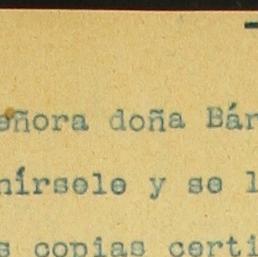 eñora doña Bár
nírsele y se l
s copias certi